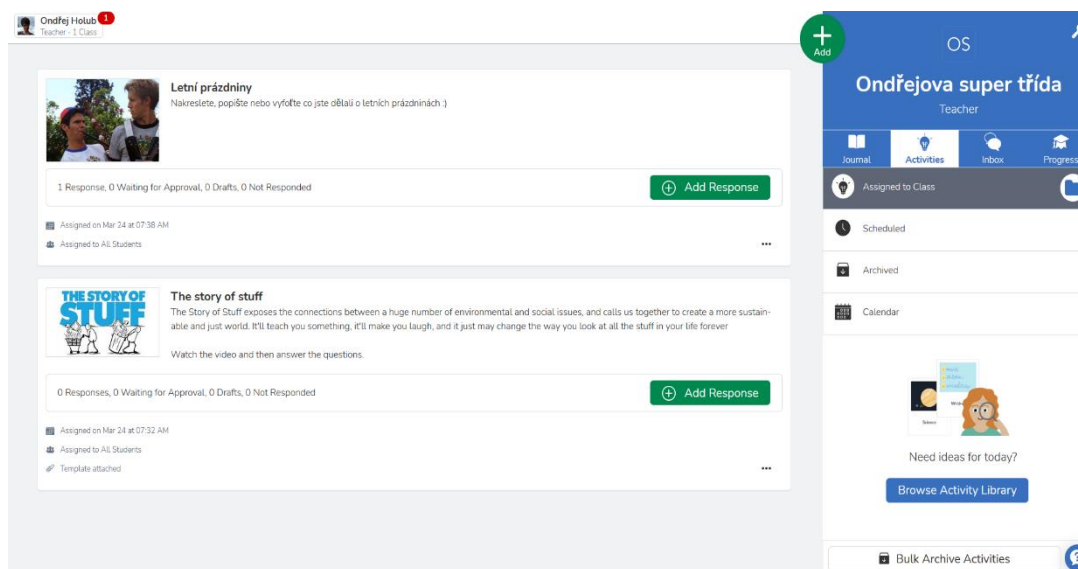 Ondřej Holub 1
Teacher - 1 Class
Letní prázdniny
Nakreslete, popište nebo vyfoťte co jste dělali o letních prázdninách :)
1 Response, 0 Waiting for Approval, 0 Drafts, 0 Not Responded
Add Response
Assigned on Mar 24 at 07:38 AM
Assigned to All Students
THE STORY OF
STUFF
The story of stuff
The Story of Stuff exposes the connections between a huge number of environmental and social issues, and calls us together to create a more sustain-
able and just world. It'll teach you something, it'll make you laugh, and it just may change the way you look at all the stuff in your life forever
Watch the video and then answer the questions.
0 Responses, 0 Waiting for Approval, 0 Drafts, 0 Not Responded
Add Response
Assigned on Mar 24 at 07:32 AM
Assigned to All Students
Template attached
Add
OS
Ondřejova super třída
Teacher
Journal
Activities
Inbox
Progress
Assigned to Class
Scheduled
Archived
Calendar
Need ideas for today?
Browse Activity Library
Bulk Archive Activities